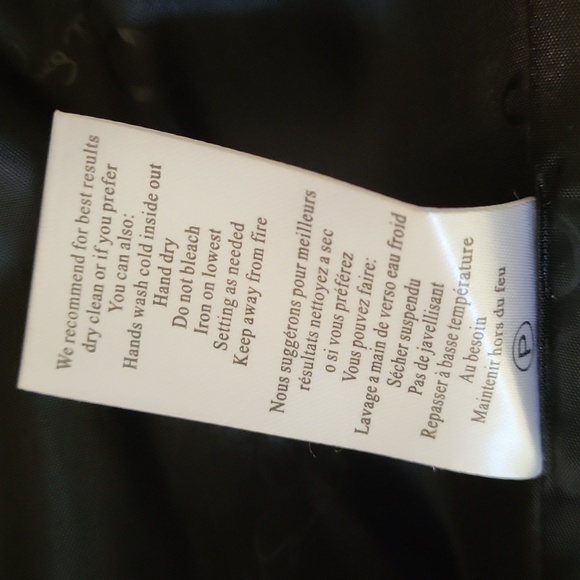 We recommend for best results
dry clean or if you prefer
You can also:
Hands wash cold inside out
Hand dry
Do not bleach
Iron on lowest
Setting as needed
Keep away from fire
Nous suggérons pour meilleurs
résultats nettoyez a sec
o si vous préférez
Vous pouvez faire:
Lavage a main de verso eau froid
Sécher suspendu
Pas de javellisant
Repasser à basse température
Au besoin
Maintenir hors du feu
P